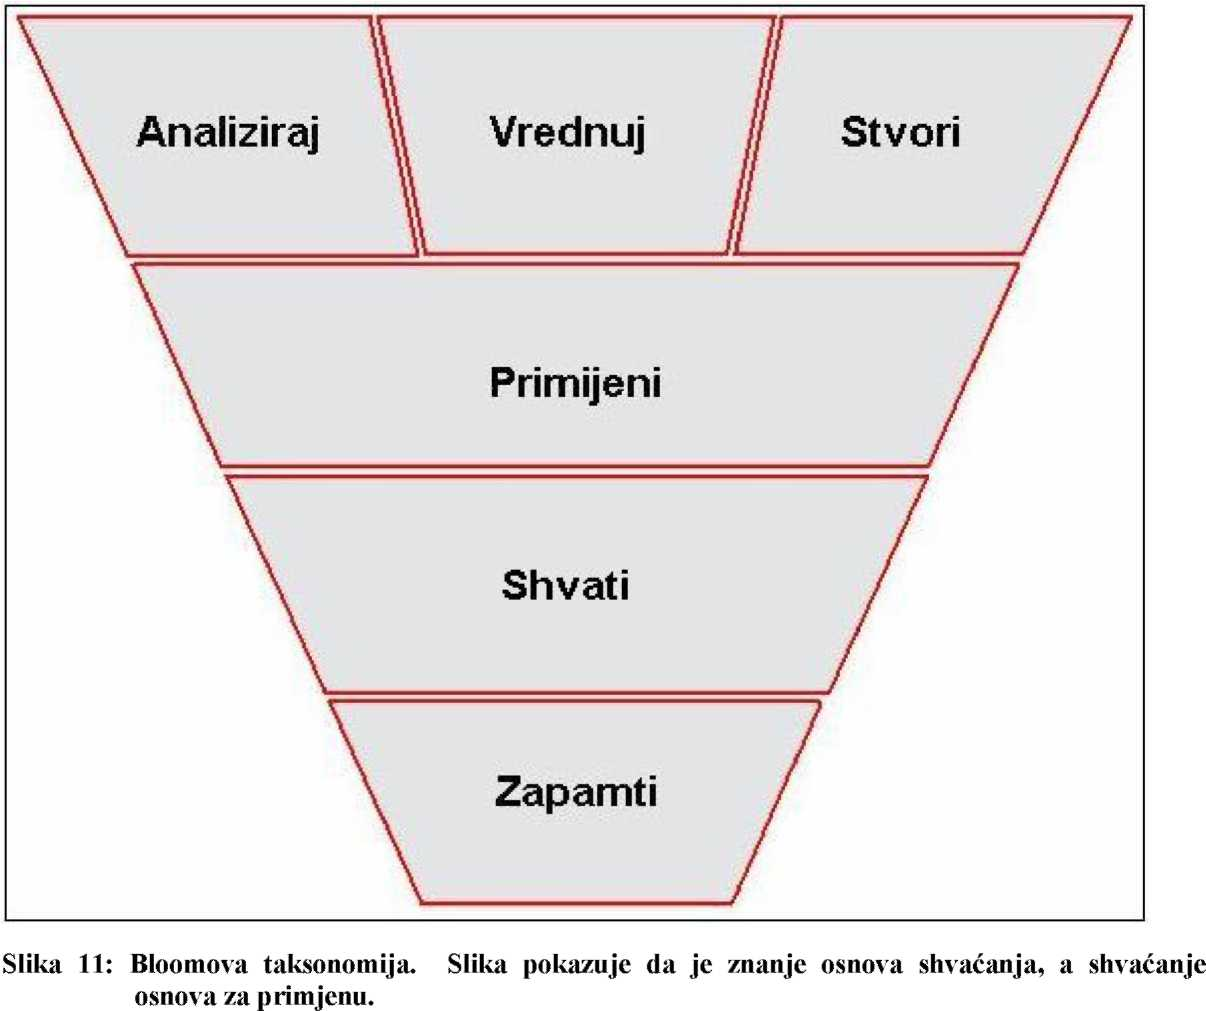 Analiziraj Vrednuj Stvori
Primijeni
Shvati
Zapamti
Slika 11: Bloomova taksonomija. Slika pokazuje da je znanje osnova shvaćanja, a shvaćanje
osnova za primjenu.